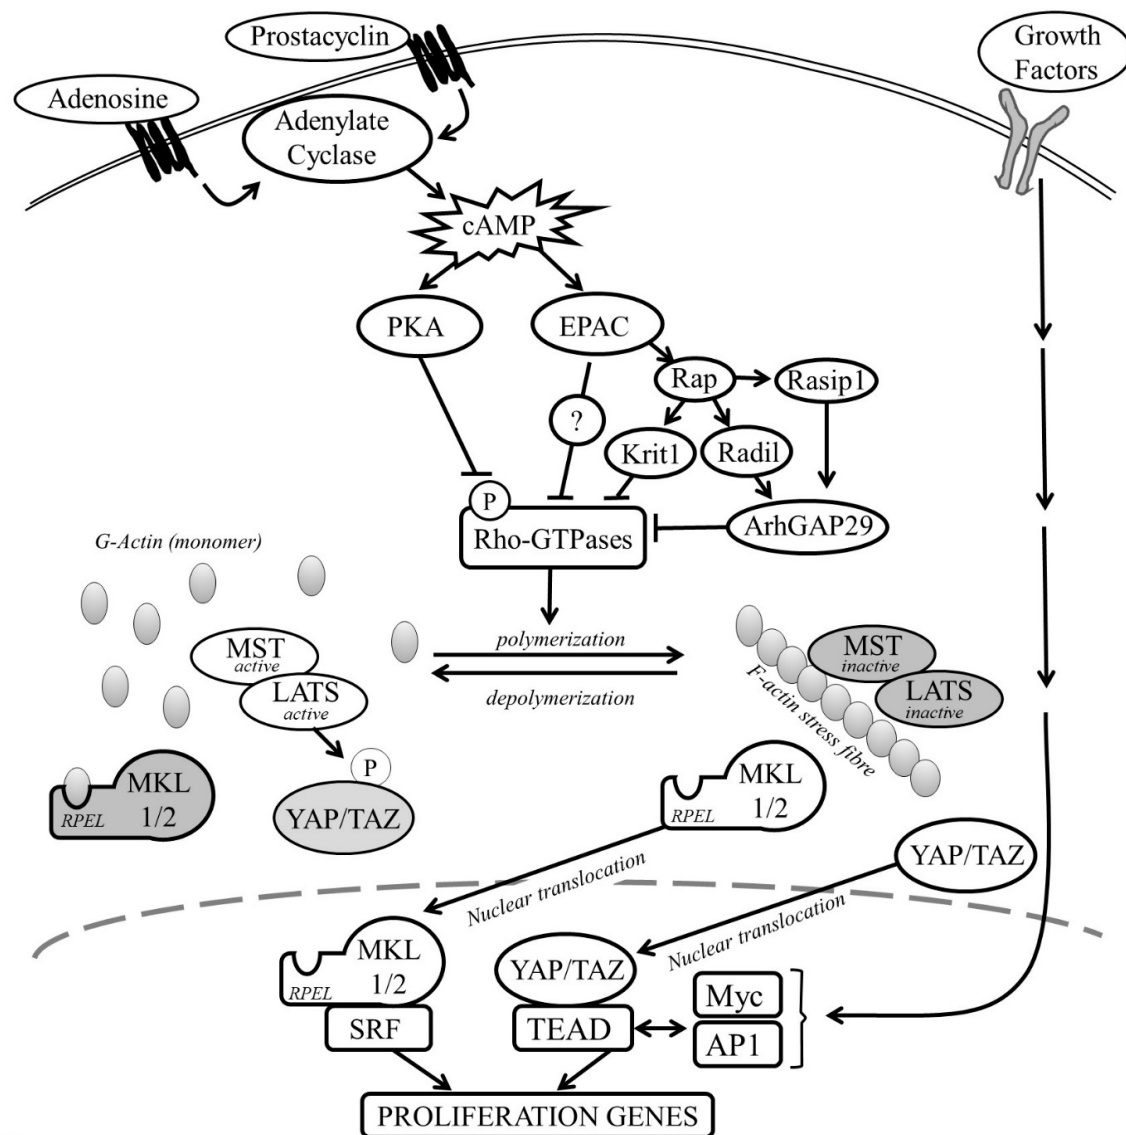 Prostacyclin
Growth
Factors
Adenosine
Adenylate
Cyclase
cAMP
PKA
EPAC
Rap
Rasip1
?
Krit1
Radil
P
Rho-GTPases
ArhGAP29
G-Actin (monomer)
polymerization
depolymerization
MST
active
LATS
active
MST
inactive
LATS
inactive
F-actin stress fibre
P
MKL
1/2
RPEL
YAP/TAZ
MKL
1/2
RPEL
YAP/TAZ
Nuclear translocation
Nuclear translocation
MKL
1/2
RPEL
SRF
YAP/TAZ
TEAD
Myc
AP1
PROLIFERATION GENES